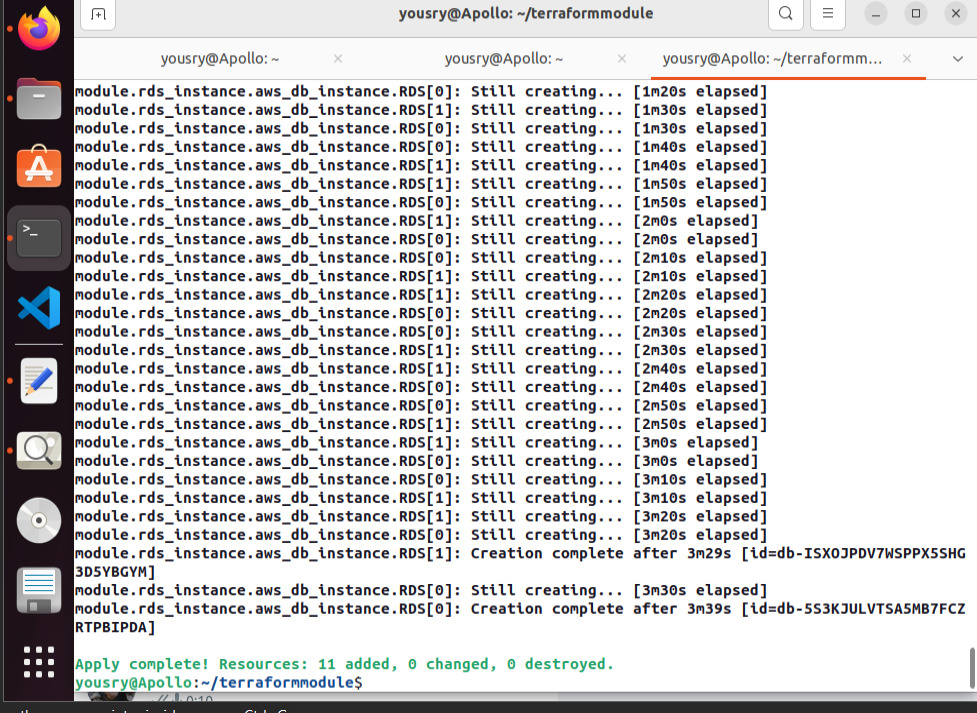 yousry@Apollo: ~/terraformmodule
yousry@Apollo: ~
yousry@Apollo: ~
yousry@Apollo: ~/terraformm...
module.rds_instance.aws_db_instance.RDS[0]: Still creating... [1m20s elapsed]
module.rds_instance.aws_db_instance.RDS[1]: Still creating... [1m30s elapsed]
module.rds_instance.aws_db_instance.RDS[0]: Still creating... [1m30s elapsed]
module.rds_instance.aws_db_instance.RDS[0]: Still creating... [1m40s elapsed]
module.rds_instance.aws_db_instance.RDS[1]: Still creating... [1m40s elapsed]
module.rds_instance.aws_db_instance.RDS[1]: Still creating... [1m50s elapsed]
module.rds_instance.aws_db_instance.RDS[0]: Still creating... [1m50s elapsed]
module.rds_instance.aws_db_instance.RDS[1]: Still creating... [2m0s elapsed]
module.rds_instance.aws_db_instance.RDS[0]: Still creating... [2m0s elapsed]
module.rds_instance.aws_db_instance.RDS[0]: Still creating... [2m10s elapsed]
module.rds_instance.aws_db_instance.RDS[1]: Still creating... [2m10s elapsed]
module.rds_instance.aws_db_instance.RDS[1]: Still creating... [2m20s elapsed]
module.rds_instance.aws_db_instance.RDS[0]: Still creating... [2m20s elapsed]
module.rds_instance.aws_db_instance.RDS[0]: Still creating... [2m30s elapsed]
module.rds_instance.aws_db_instance.RDS[1]: Still creating... [2m30s elapsed]
module.rds_instance.aws_db_instance.RDS[1]: Still creating... [2m40s elapsed]
module.rds_instance.aws_db_instance.RDS[0]: Still creating... [2m40s elapsed]
module.rds_instance.aws_db_instance.RDS[0]: Still creating... [2m50s elapsed]
module.rds_instance.aws_db_instance.RDS[1]: Still creating... [2m50s elapsed]
module.rds_instance.aws_db_instance.RDS[1]: Still creating... [3m0s elapsed]
module.rds_instance.aws_db_instance.RDS[0]: Still creating... [3m0s elapsed]
module.rds_instance.aws_db_instance.RDS[0]: Still creating... [3m10s elapsed]
module.rds_instance.aws_db_instance.RDS[1]: Still creating... [3m10s elapsed]
module.rds_instance.aws_db_instance.RDS[1]: Still creating... [3m20s elapsed]
module.rds_instance.aws_db_instance.RDS[0]: Still creating... [3m20s elapsed]
module.rds_instance.aws_db_instance.RDS[1]: Creation complete after 3m29s [id=db-ISXOJPDV7WSPPX5SHG
3D5YBGYM]
module.rds_instance.aws_db_instance.RDS[0]: Still creating... [3m30s elapsed]
module.rds_instance.aws_db_instance.RDS[0]: Creation complete after 3m39s [id=db-5S3KJULVTSA5MB7FCZ
RTPBIPDA]
Apply complete! Resources: 11 added, 0 changed, 0 destroyed.
yousry@Apollo:~/terraformmodule$